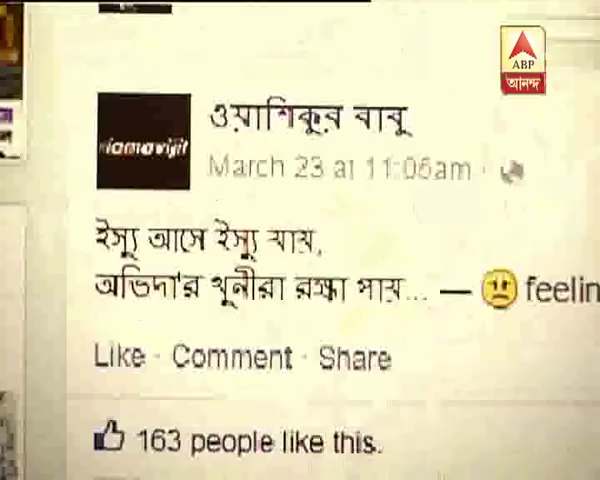 ABP
আনন্দ
ওয়াশিকুর বাবু
#iamavijit
March 23 at 11:06am ·
ইস্যু আসে ইস্যু যায়,
অভিদা'র খুনীরা রক্ষা পায়... — feelin
Like · Comment · Share
163 people like this.